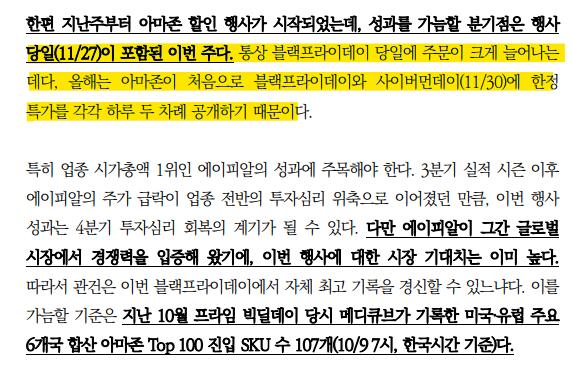 한편 지난주부터 아마존 할인 행사가 시작되었는데, 성과를 가늠할 분기점은 행사
당일(11/27)이 포함된 이번 주다. 통상 블랙프라이데이 당일에 주문이 크게 늘어나는
데다, 올해는 아마존이 처음으로 블랙프라이데이와 사이버먼데이(11/30)에 한정
특가를 각각 하루 두 차례 공개하기 때문이다.
특히 업종 시가총액 1위인 에이피알의 성과에 주목해야 한다. 3분기 실적 시즌 이후
에이피알의 주가 급락이 업종 전반의 투자심리 위축으로 이어졌던 만큼, 이번 행사
성과는 4분기 투자심리 회복의 계기가 될 수 있다. 다만 에이피알이 그간 글로벌
시장에서 경쟁력을 입증해 왔기에, 이번 행사에 대한 시장 기대치는 이미 높다.
따라서 관건은 이번 블랙프라이데이에서 자체 최고 기록을 경신할 수 있느냐다. 이를
가늠할 기준은 지난 10월 프라임 빅딜데이 당시 메디큐브가 기록한 미국·유럽 주요
6개국 합산 아마존 Top 100 진입 SKU 수 107개(10/9 7시, 한국시간 기준)다.